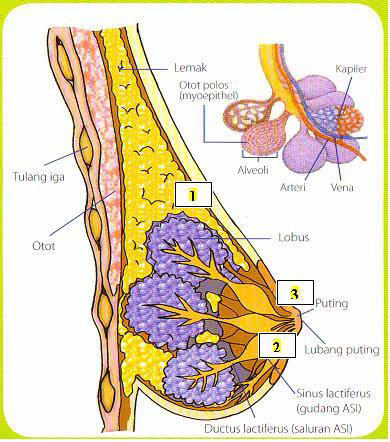 Lemak
Kapiler
Otot polos
(myoepithel)
Alveoli
Arteri
Vena
Tulang iga
1
Otot
Lobus
3
Puting
2
Lubang puting
Sinus lactiferus
(gudang ASI)
Ductus lactiferus (saluran ASI)